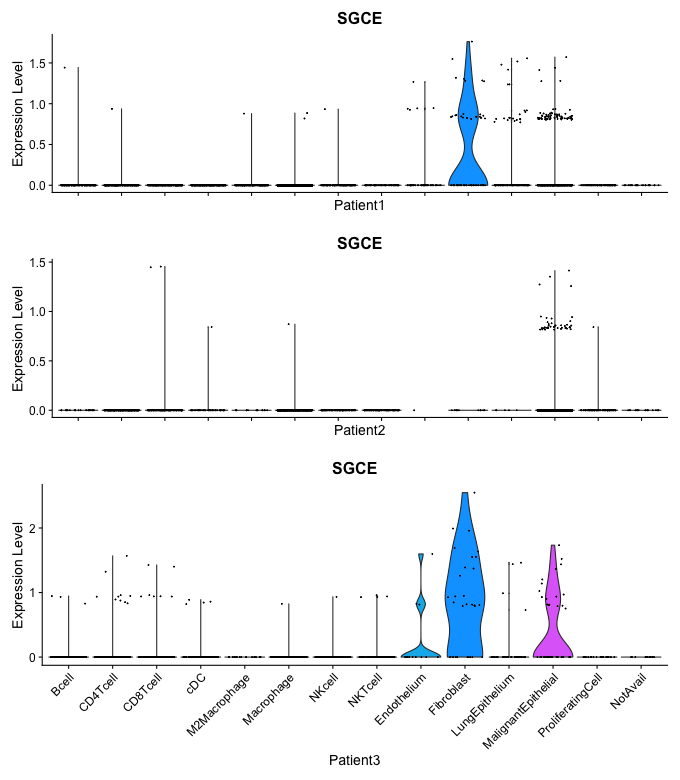 SGCE
Expression Level
1.5
1.0
0.5
0.0
Patient1
SGCE
Expression Level
1.5
1.0
0.5
0.0
Patient2
SGCE
Expression Level
2
1
0
Bcell
CD4Tcell
CD8Tcell
cDC
M2Macrophage
Macrophage
NKcell
NKTcell
Endothelium
Fibroblast
LungEpithelium
MalignantEpithelial
ProliferatingCell
NotAvail
Patient3